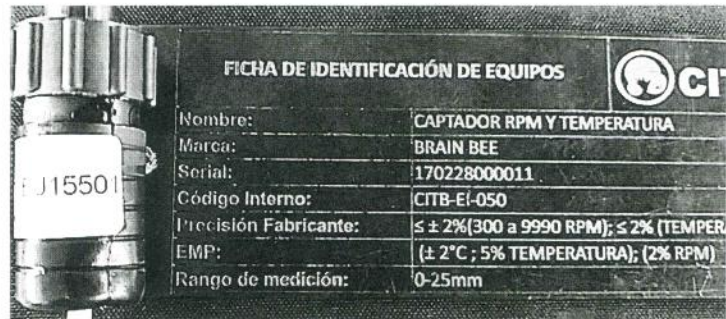 FICHA DE IDENTIFICACIÓN DE EQUIPOS
CI
Nombre: CAPTADOR RPM Y TEMPERATURA
Marca: BRAIN BEE
Serial: 170228000011
Código Interno: CITB-EI-050
Precisión Fabricante: ≤ ± 2%(300 a 9990 RPM); ≤ 2% (TEMPERA
EMP: (± 2°C ; 5% TEMPERATURA); (2% RPM)
Rango de medición: 0-25mm
J15501